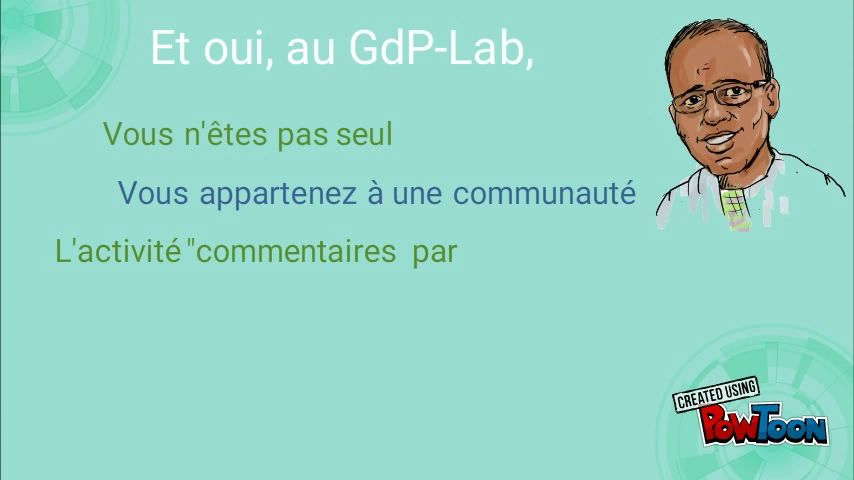 Et oui, au GdP-Lab,
Vous n'êtes pas seul
Vous appartenez à une communauté
L'activité "commentaires par
CREATED USING
POWTOON